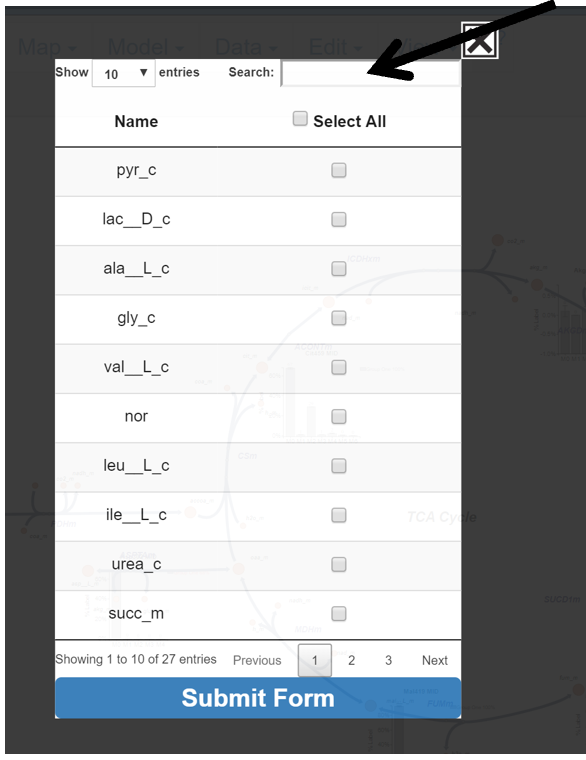 Map Model Data Edit
Show 10 entries Search:
Name Select All
pyr_c
lac__D_c
ala__L_c
gly_c
val__L_c
nor
leu__L_c
ile__L_c
TCA Cycle
urea_c
succ_m
Showing 1 to 10 of 27 entries Previous 1 2 3 Next
Submit Form